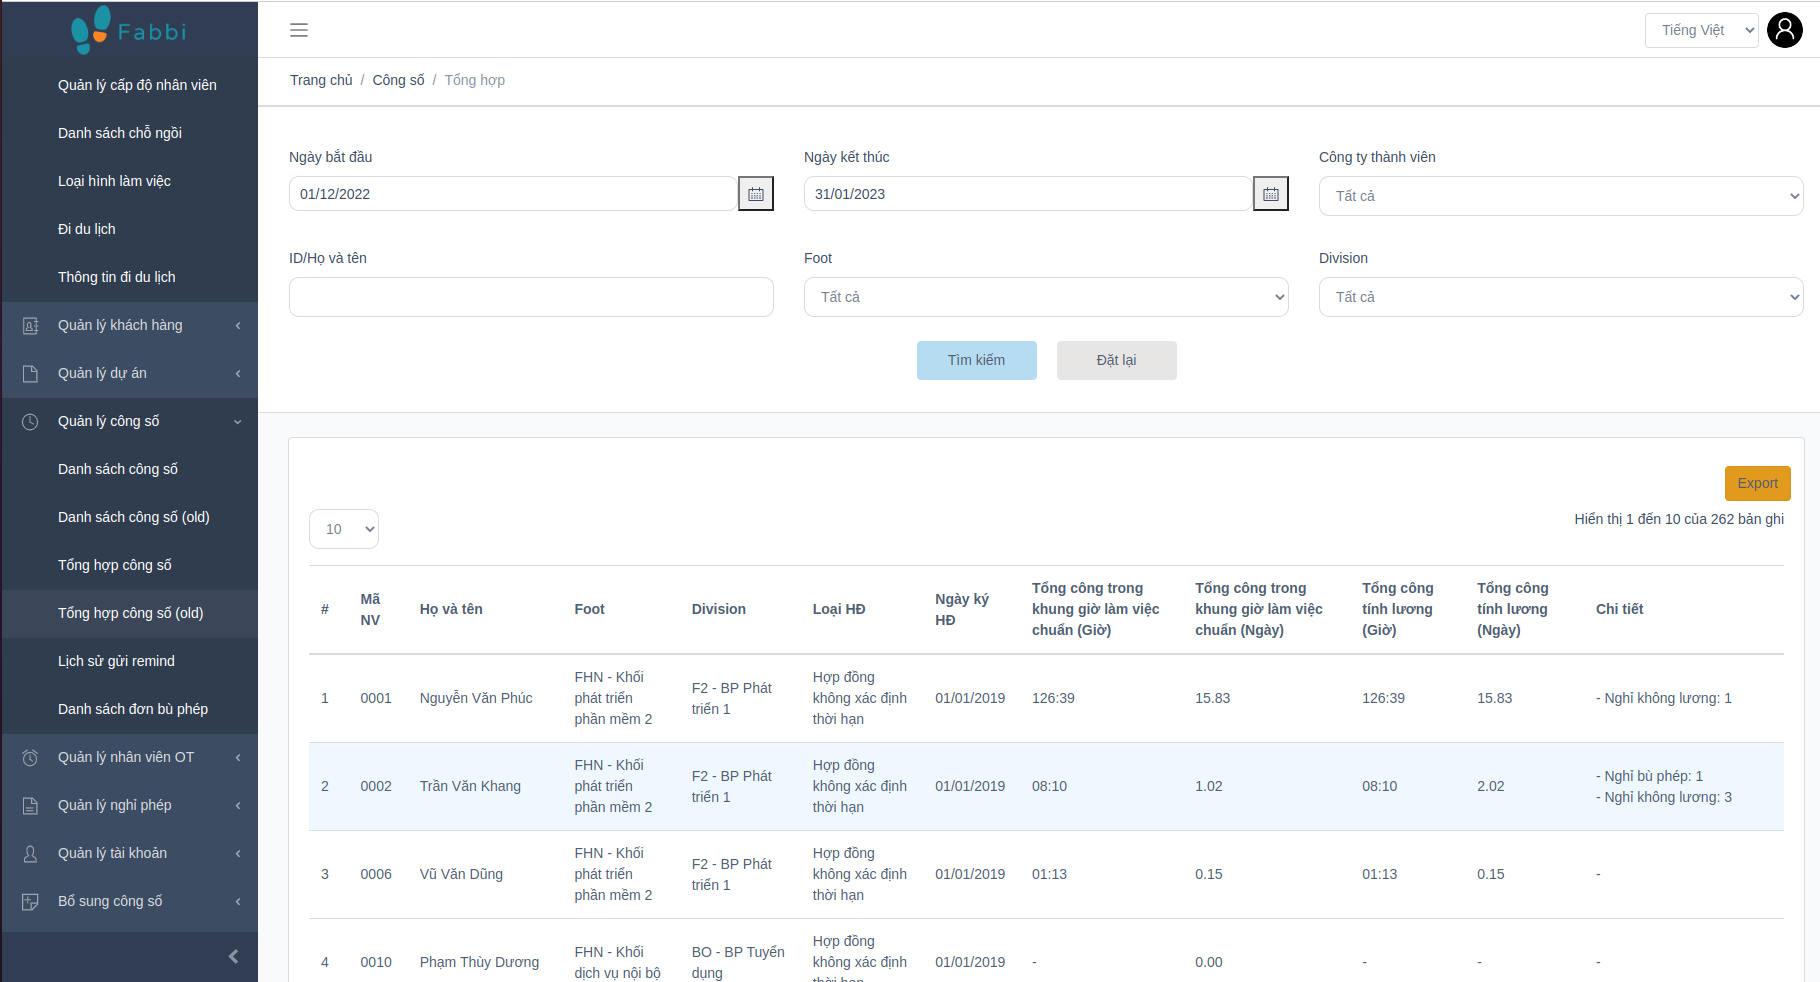 Fabbi
Quản lý cấp độ nhân viên
Danh sách chỗ ngồi
Loại hình làm việc
Đi du lịch
Thông tin đi du lịch
Quản lý khách hàng
Quản lý dự án
Quản lý công số
Danh sách công số
Danh sách công số (old)
Tổng hợp công số
Tổng hợp công số (old)
Lịch sử gửi remind
Danh sách đơn bù phép
Quản lý nhân viên OT
Quản lý nghỉ phép
Quản lý tài khoản
Bổ sung công số
Tiếng Việt
Trang chủ / Công số / Tổng hợp
Ngày bắt đầu
01/12/2022
Ngày kết thúc
31/01/2023
Công ty thành viên
Tất cả
ID/Họ và tên
Foot
Tất cả
Division
Tất cả
Tìm kiếm
Đặt lại
Export
10
Hiển thị 1 đến 10 của 262 bản ghi
#
Mã
NV
Họ và tên
Foot
Division
Loại HĐ
Ngày ký
HĐ
Tổng công trong
khung giờ làm việc
chuẩn (Giờ)
Tổng công trong
khung giờ làm việc
chuẩn (Ngày)
Tổng công
tính lương
(Giờ)
Tổng công
tính lương
(Ngày)
Chi tiết
1
0001
Nguyễn Văn Phúc
FHN - Khối
phát triển
phần mềm 2
F2 - BP Phát
triển 1
Hợp đồng
không xác định
thời hạn
01/01/2019
126:39
15.83
126:39
15.83
- Nghỉ không lương: 1
2
0002
Trần Văn Khang
FHN - Khối
phát triển
phần mềm 2
F2 - BP Phát
triển 1
Hợp đồng
không xác định
thời hạn
01/01/2019
08:10
1.02
08:10
2.02
- Nghỉ bù phép: 1
- Nghỉ không lương: 3
3
0006
Vũ Văn Dũng
FHN - Khối
phát triển
phần mềm 2
F2 - BP Phát
triển 1
Hợp đồng
không xác định
thời hạn
01/01/2019
01:13
0.15
01:13
0.15
-
4
0010
Phạm Thùy Dương
FHN - Khối
dịch vụ nội bộ
BO - BP Tuyển
dụng
Hợp đồng
không xác định
thời hạn
01/01/2019
-
0.00
-
-
-